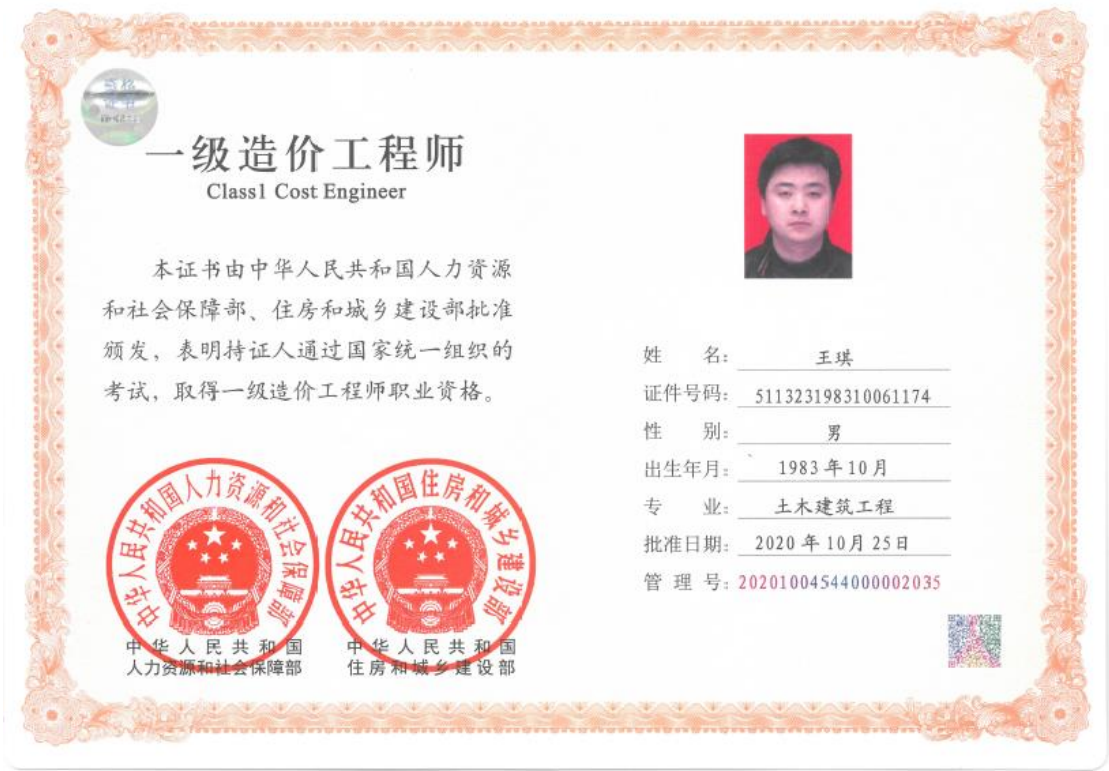 一级造价工程师
Class1 Cost Engineer
本证书由中华人民共和国人力资源
和社会保障部、住房和城乡建设部批准
颁发，表明持证人通过国家统一组织的
考试，取得一级造价工程师职业资格。
中华人民共和国人力资源和社会保障部
中华人民共和国住房和城乡建设部
中华人民共和国
人力资源和社会保障部
中华人民共和国
住房和城乡建设部
姓名：王琪
证件号码：511323198310061174
性别：男
出生年月：1983年10月
专业：土木建筑工程
批准日期：2020年10月25日
管理号：20201004544000002035